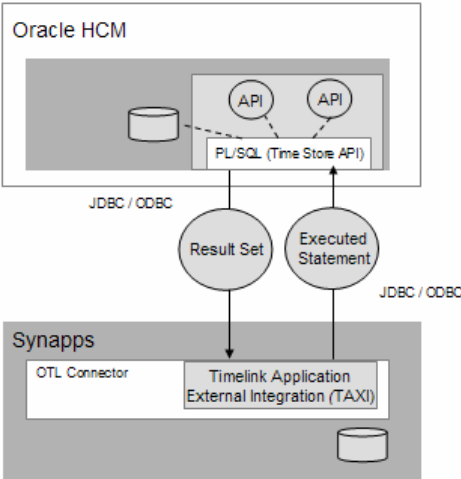 Oracle HCM
API
API
PL/SQL (Time Store API)
JDBC / ODBC
Result Set
Executed
Statement
JDBC / ODBC
Synapps
OTL Connector
Timelink Application
External Integration (TAXI)